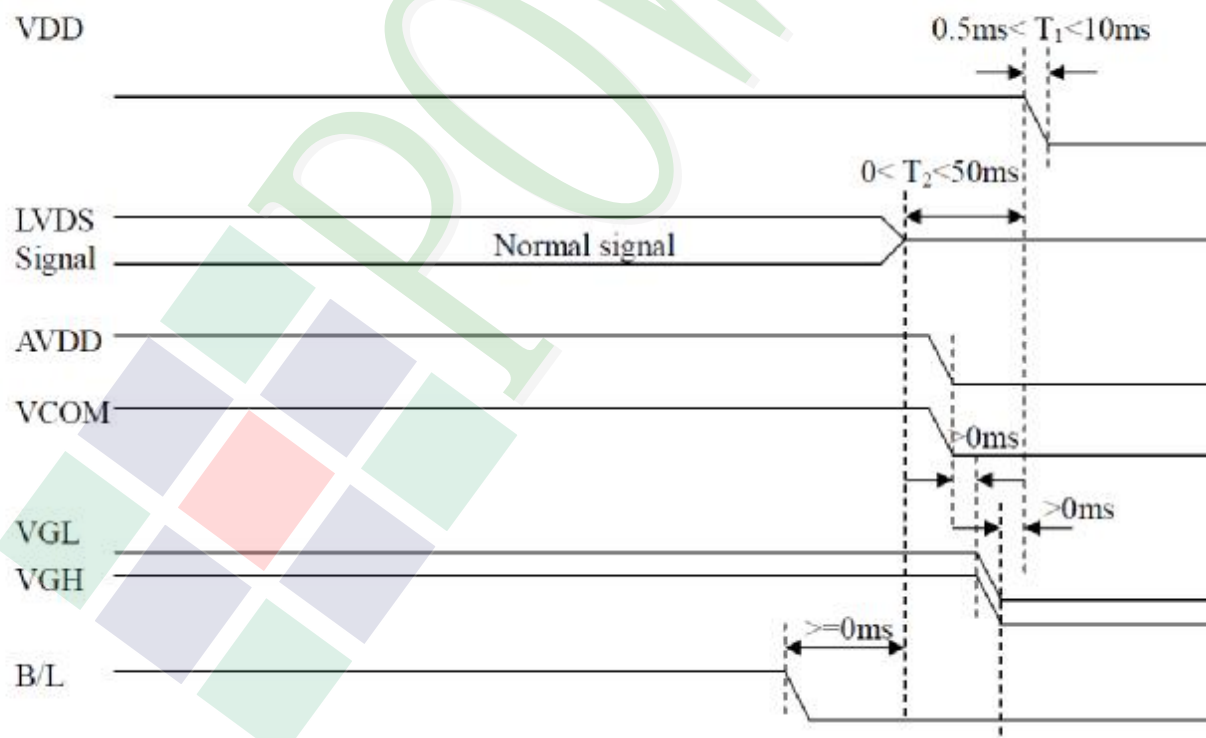 VDD
0.5ms< T₁<10ms
0< T₂<50ms
LVDS
Signal
Normal signal
AVDD
VCOM
>0ms
>0ms
VGL
VGH
>=0ms
B/L
POW